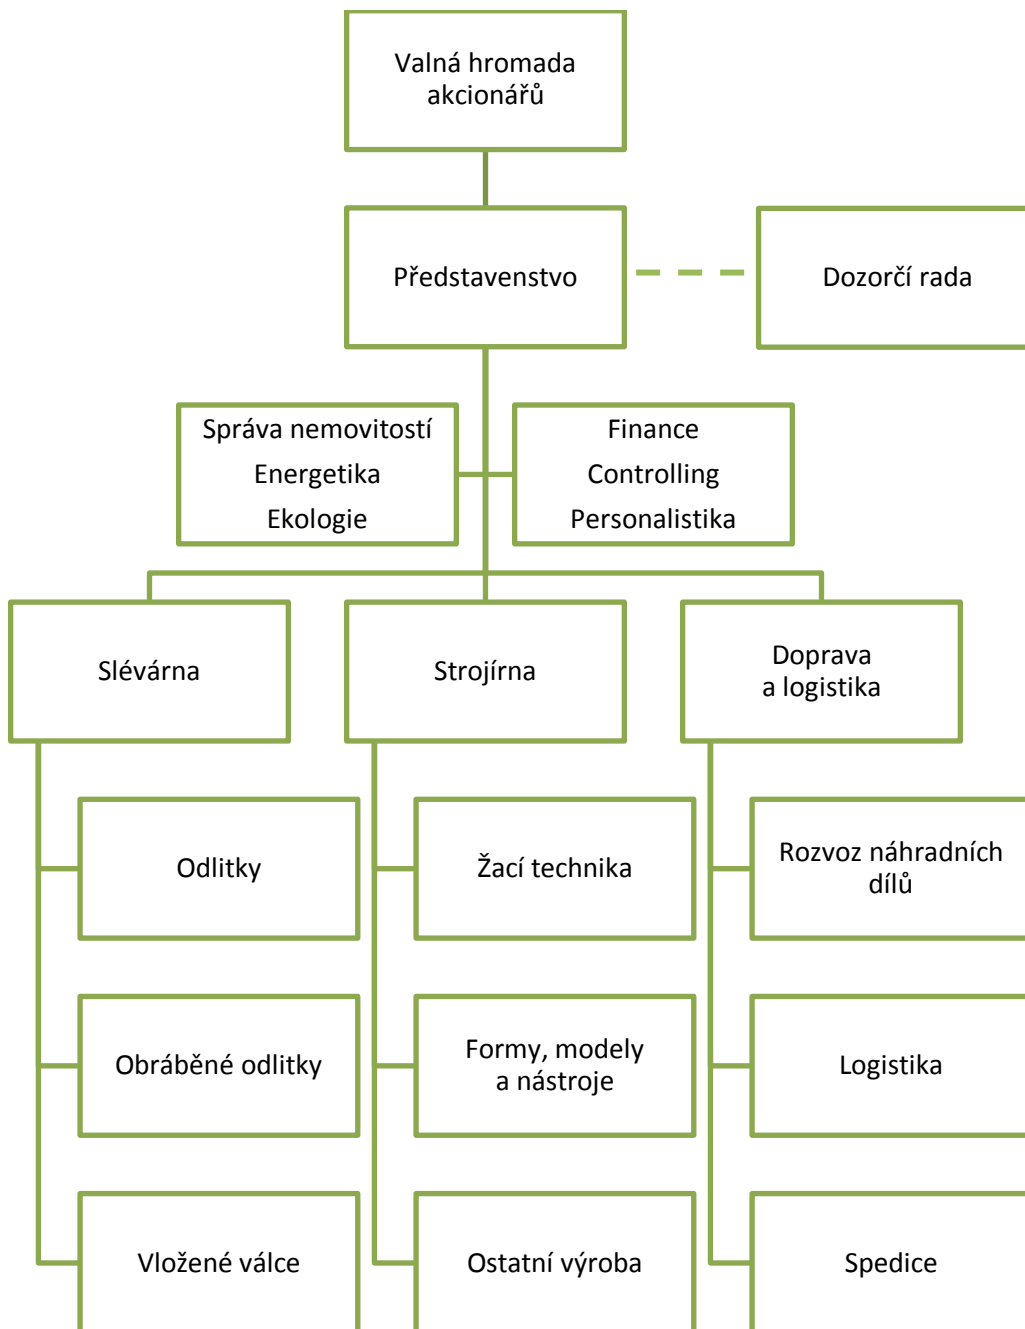 Valná hromada
akcionářů
Představenstvo
Dozorčí rada
Správa nemovitostí
Energetika
Ekologie
Finance
Controlling
Personalistika
Slévárna
Strojírna
Doprava
a logistika
Odlitky
Žací technika
Rozvoz náhradních
dílů
Obráběné odlitky
Formy, modely
a nástroje
Logistika
Vložené válce
Ostatní výroba
Spedice